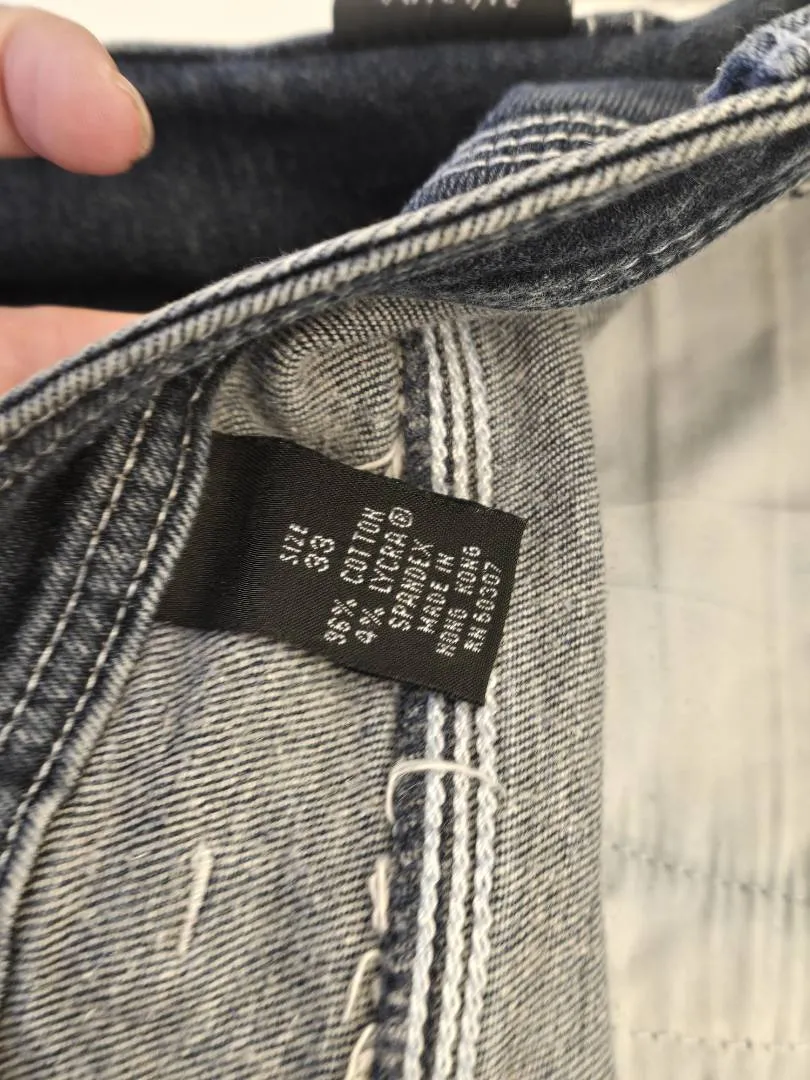 SIZE
33
96% COTTON
4% LYCRA®
SPANDEX
MADE IN
HONG KONG
RN 60307